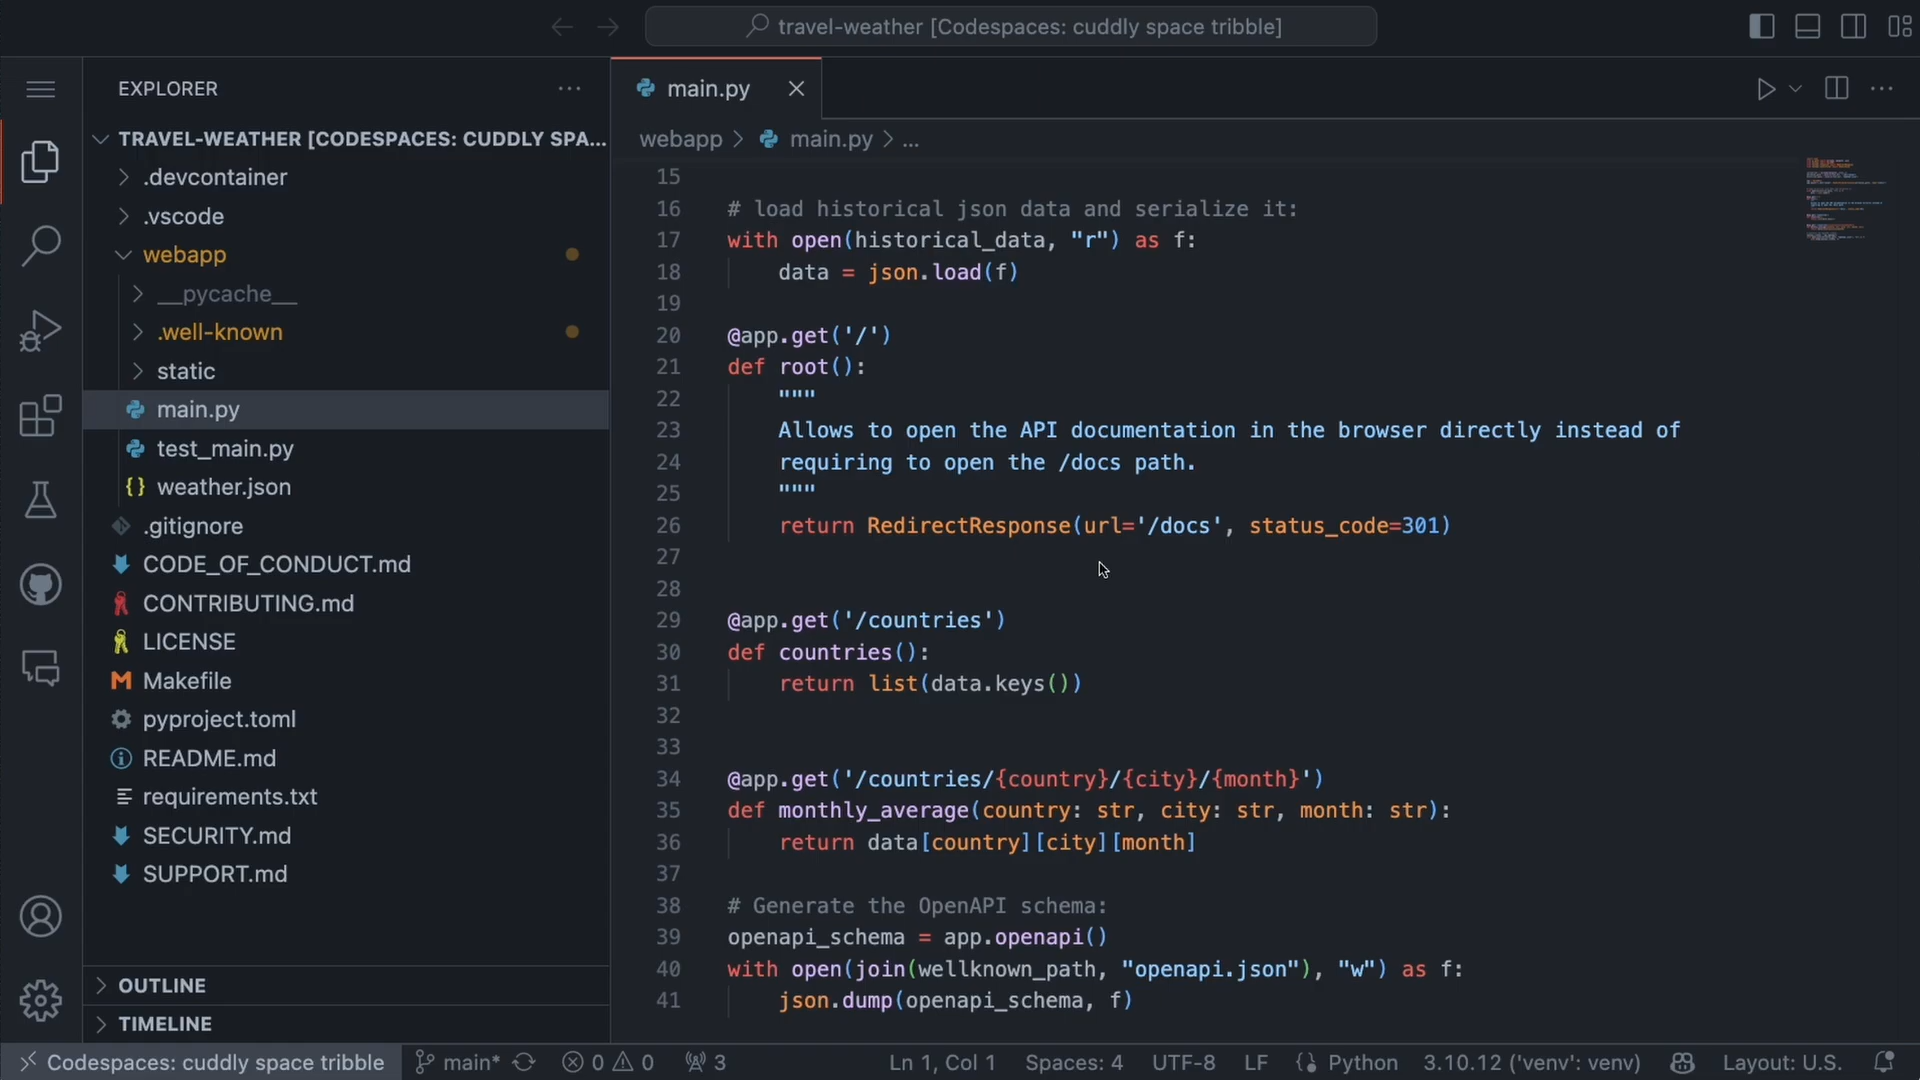 travel-weather [Codespaces: cuddly space tribble]
EXPLORER
TRAVEL-WEATHER [CODESPACES: CUDDLY SPA...
.devcontainer
.vscode
webapp
__pycache__
.well-known
static
main.py
test_main.py
weather.json
.gitignore
CODE_OF_CONDUCT.md
CONTRIBUTING.md
LICENSE
Makefile
pyproject.toml
README.md
requirements.txt
SECURITY.md
SUPPORT.md
OUTLINE
TIMELINE
main.py
webapp > main.py > ...
15
16 # load historical json data and serialize it:
17 with open(historical_data, "r") as f:
18     data = json.load(f)
19
20 @app.get('/')
21 def root():
22     """
23     Allows to open the API documentation in the browser directly instead of
24     requiring to open the /docs path.
25     """
26     return RedirectResponse(url='/docs', status_code=301)
27
28
29 @app.get('/countries')
30 def countries():
31     return list(data.keys())
32
33
34 @app.get('/countries/{country}/{city}/{month}')
35 def monthly_average(country: str, city: str, month: str):
36     return data[country][city][month]
37
38 # Generate the OpenAPI schema:
39 openapi_schema = app.openapi()
40 with open(join(wellknown_path, "openapi.json"), "w") as f:
41     json.dump(openapi_schema, f)
Codespaces: cuddly space tribble main* 0 0 3 Ln 1, Col 1 Spaces: 4 UTF-8 LF Python 3.10.12 ('venv': venv) Layout: U.S.